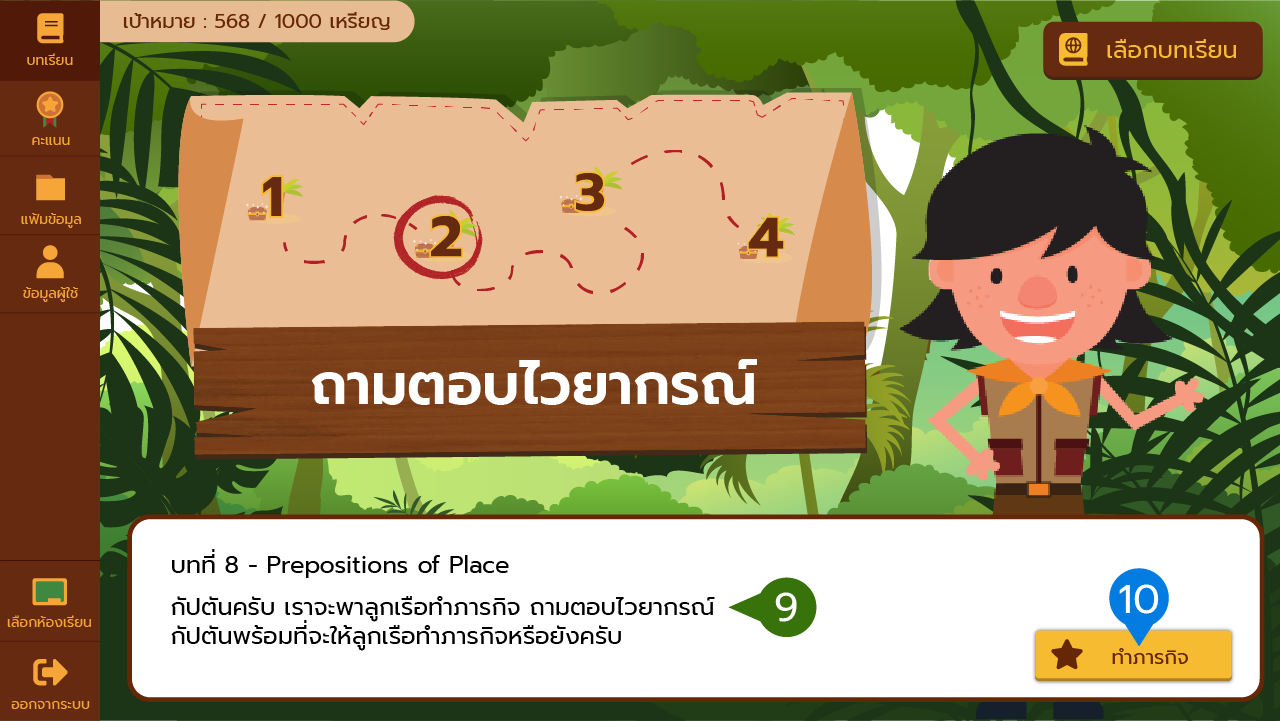 เป้าหมาย : 568 / 1000 เหรียญ
เลือกบทเรียน
บทเรียน
คะแนน
แฟ้มข้อมูล
ข้อมูลผู้ใช้
เลือกห้องเรียน
ออกจากระบบ
1
2
3
4
ถามตอบไวยากรณ์
บทที่ 8 - Prepositions of Place
กัปตันครับ เราจะพาลูกเรือทำภารกิจ ถามตอบไวยากรณ์
กัปตันพร้อมที่จะให้ลูกเรือทำภารกิจหรือยังครับ
9
10
ทำภารกิจ